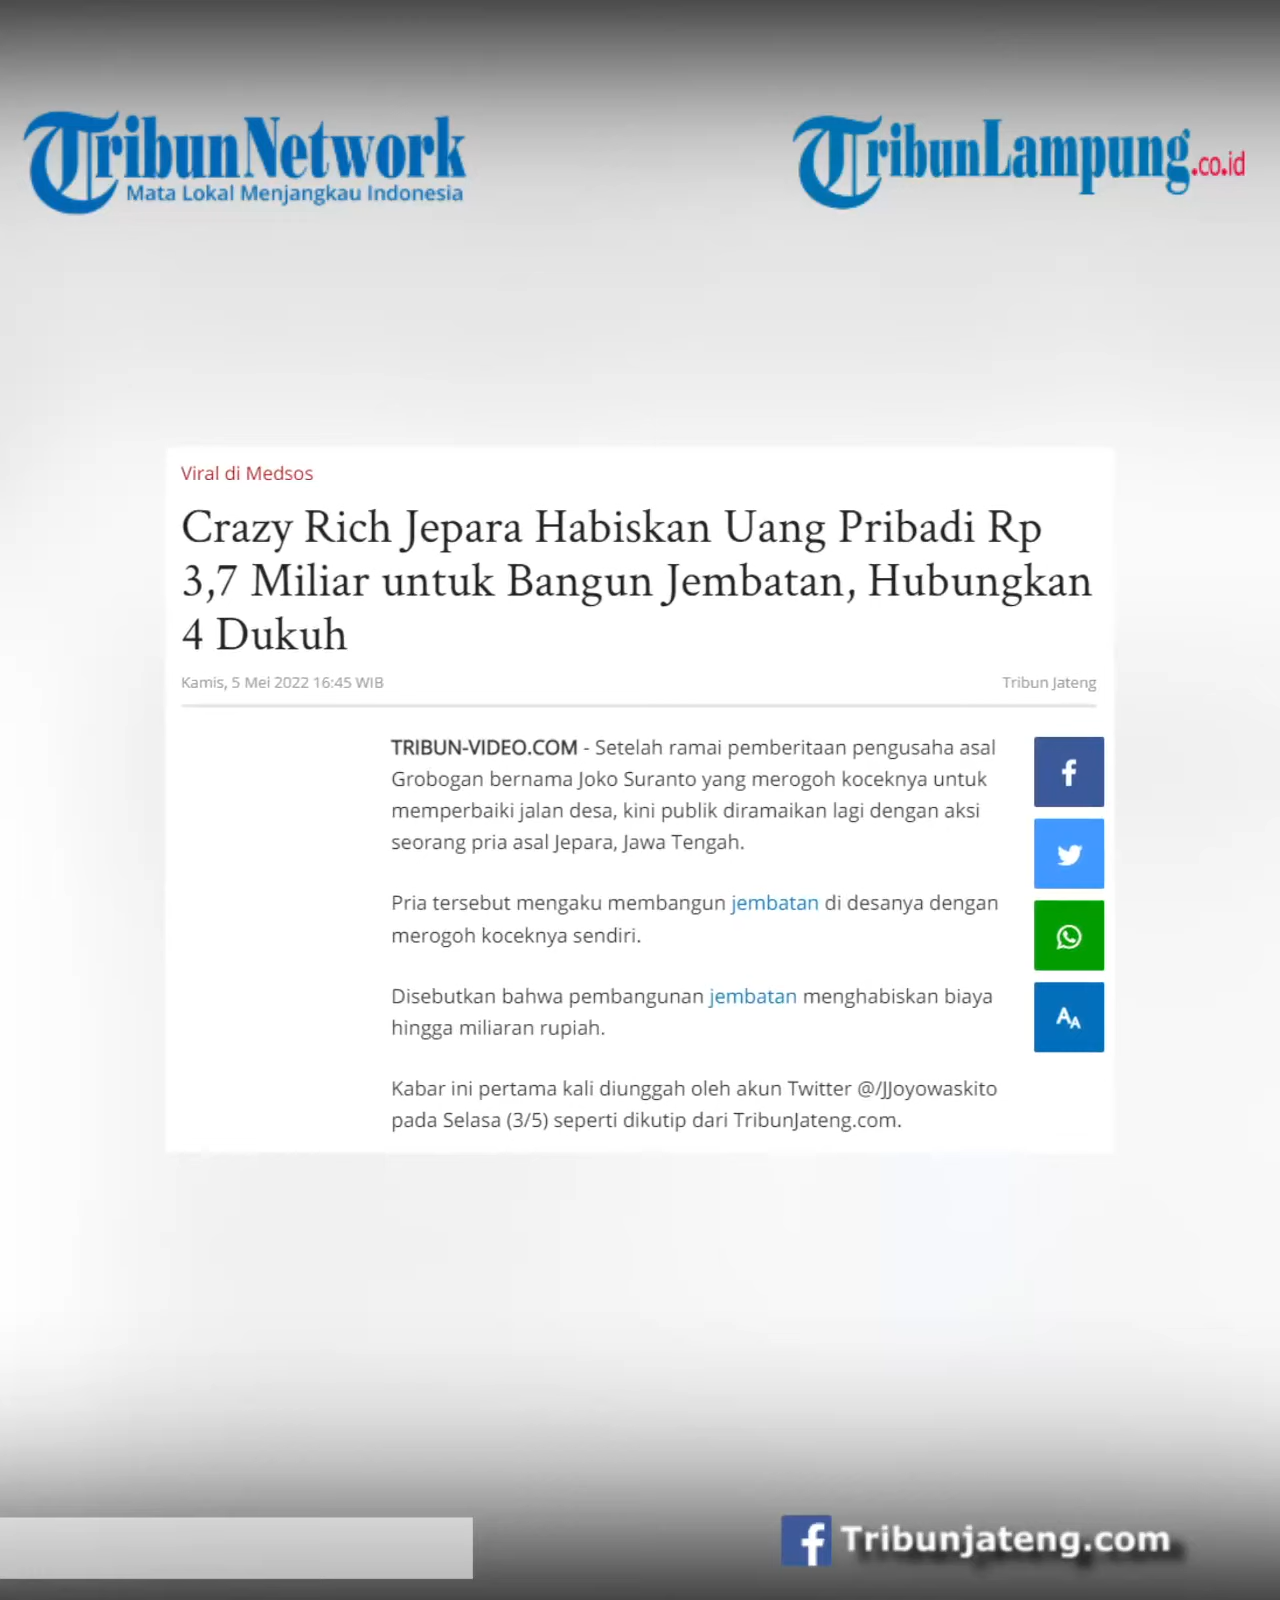 TribunNetwork
Mata Lokal Menjangkau Indonesia
TribunLampung.co.id
Viral di Medsos
Crazy Rich Jepara Habiskan Uang Pribadi Rp
3,7 Miliar untuk Bangun Jembatan, Hubungkan
4 Dukuh
Kamis, 5 Mei 2022 16:45 WIB
Tribun Jateng
TRIBUN-VIDEO.COM - Setelah ramai pemberitaan pengusaha asal
Grobogan bernama Joko Suranto yang merogoh koceknya untuk
memperbaiki jalan desa, kini publik diramaikan lagi dengan aksi
seorang pria asal Jepara, Jawa Tengah.
Pria tersebut mengaku membangun jembatan di desanya dengan
merogoh koceknya sendiri.
Disebutkan bahwa pembangunan jembatan menghabiskan biaya
hingga miliaran rupiah.
Kabar ini pertama kali diunggah oleh akun Twitter @/JJoyowaskito
pada Selasa (3/5) seperti dikutip dari TribunJateng.com.
AA
f Tribunjateng.com